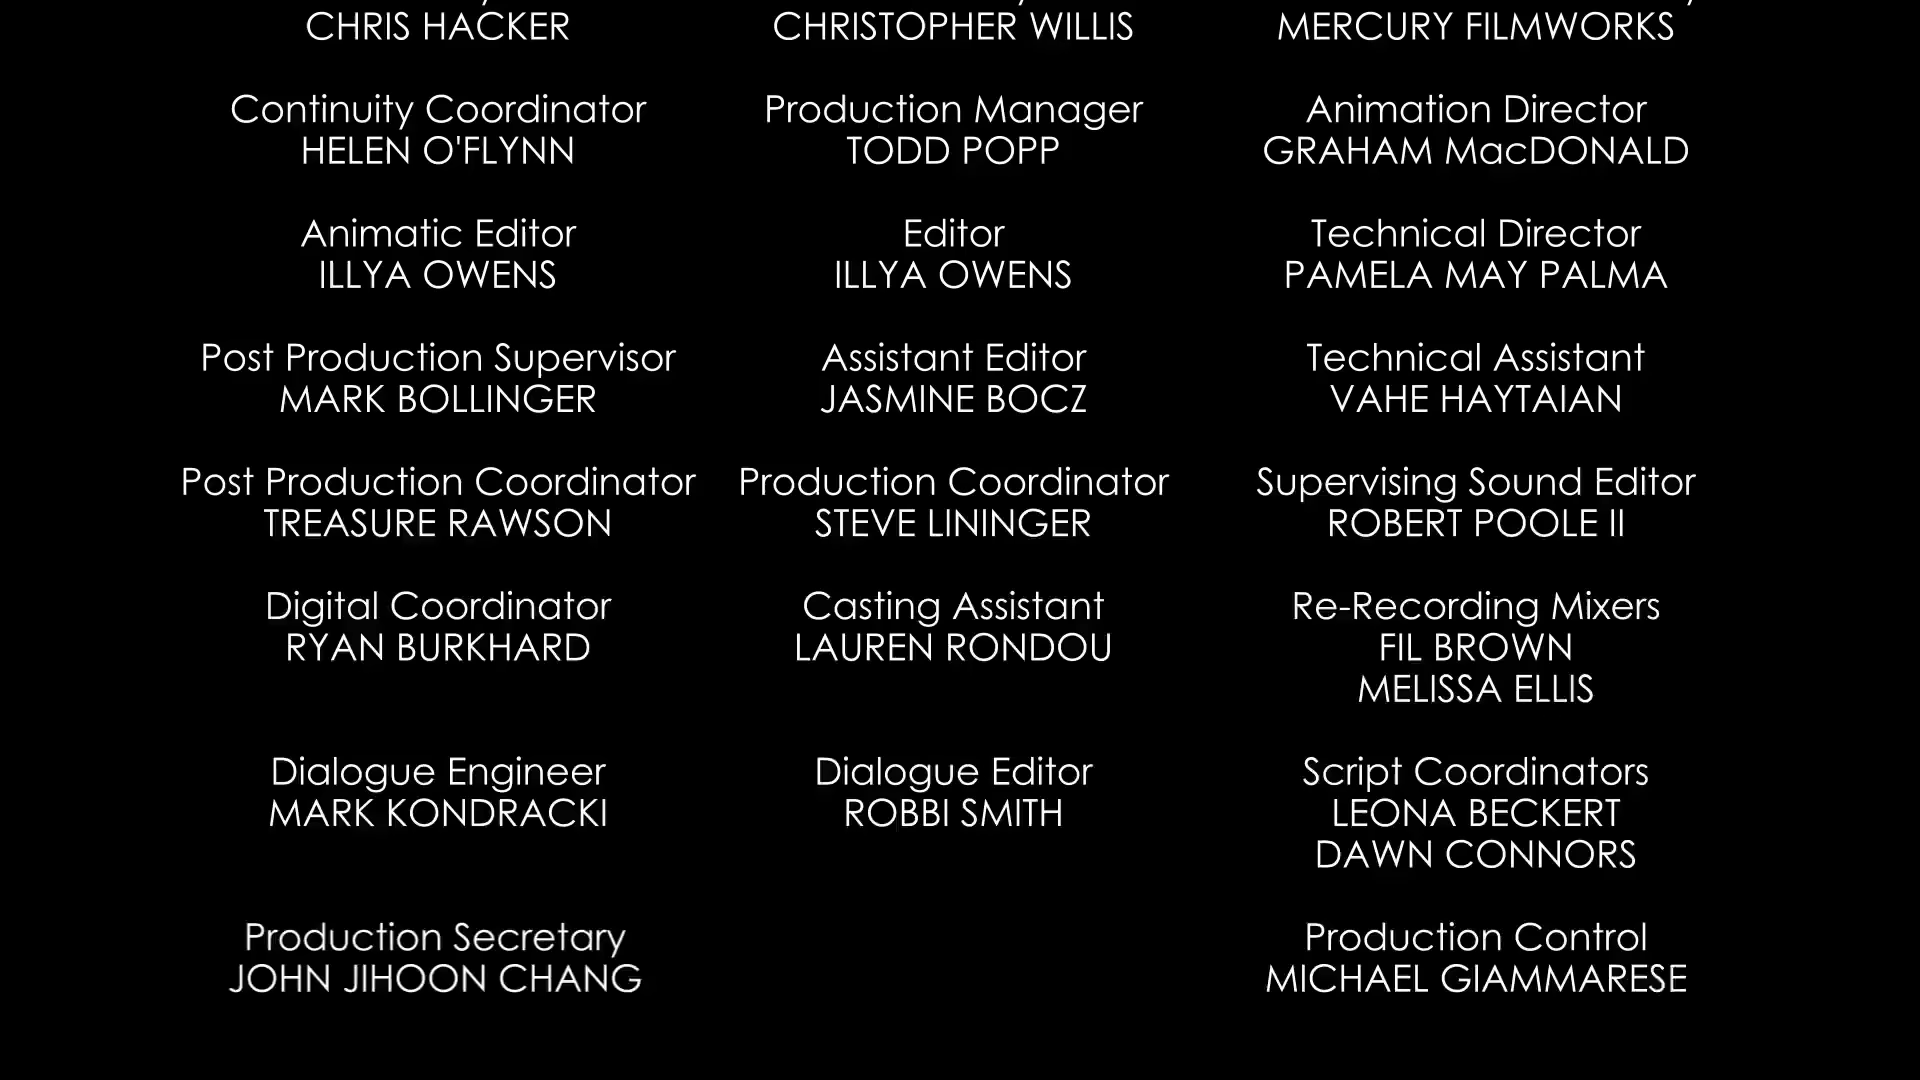 CHRIS HACKER
CHRISTOPHER WILLIS
MERCURY FILMWORKS
Continuity Coordinator
HELEN O'FLYNN
Production Manager
TODD POPP
Animation Director
GRAHAM MacDONALD
Animatic Editor
ILLYA OWENS
Editor
ILLYA OWENS
Technical Director
PAMELA MAY PALMA
Post Production Supervisor
MARK BOLLINGER
Assistant Editor
JASMINE BOCZ
Technical Assistant
VAHE HAYTAIAN
Post Production Coordinator
TREASURE RAWSON
Production Coordinator
STEVE LININGER
Supervising Sound Editor
ROBERT POOLE II
Digital Coordinator
RYAN BURKHARD
Casting Assistant
LAUREN RONDOU
Re-Recording Mixers
FIL BROWN
MELISSA ELLIS
Dialogue Engineer
MARK KONDRACKI
Dialogue Editor
ROBBI SMITH
Script Coordinators
LEONA BECKERT
DAWN CONNORS
Production Secretary
JOHN JIHOON CHANG
Production Control
MICHAEL GIAMMARESE